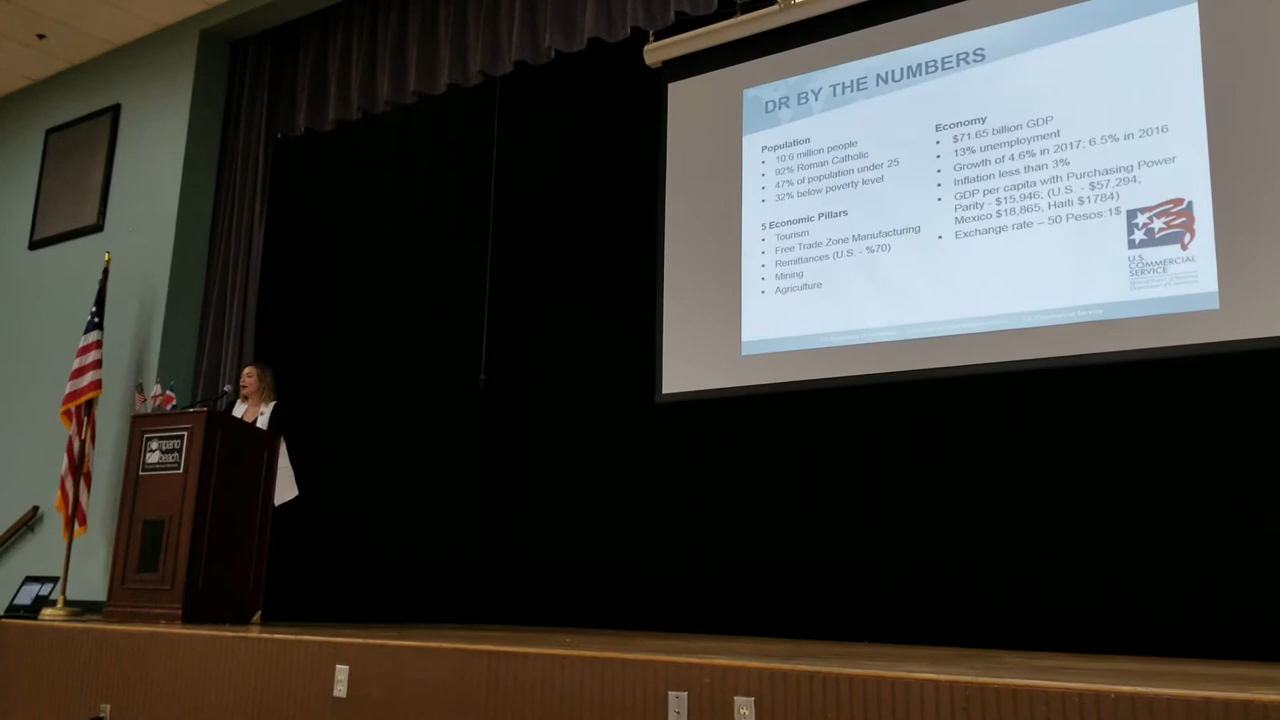 DR BY THE NUMBERS
Population
• 10.6 million people
• 92% Roman Catholic
• 47% of population under 25
• 32% below poverty level
5 Economic Pillars
• Tourism
• Free Trade Zone Manufacturing
• Remittances (U.S. - %70)
• Mining
• Agriculture
Economy
• $71.65 billion GDP
• 13% unemployment
• Growth of 4.6% in 2017; 6.5% in 2016
• Inflation less than 3%
• GDP per capita with Purchasing Power
Parity - $15,946; (U.S. - $57,294;
Mexico $18,865, Haiti $1784)
• Exchange rate – 50 Pesos:1$
U.S.
COMMERCIAL
SERVICE
pompano
beach